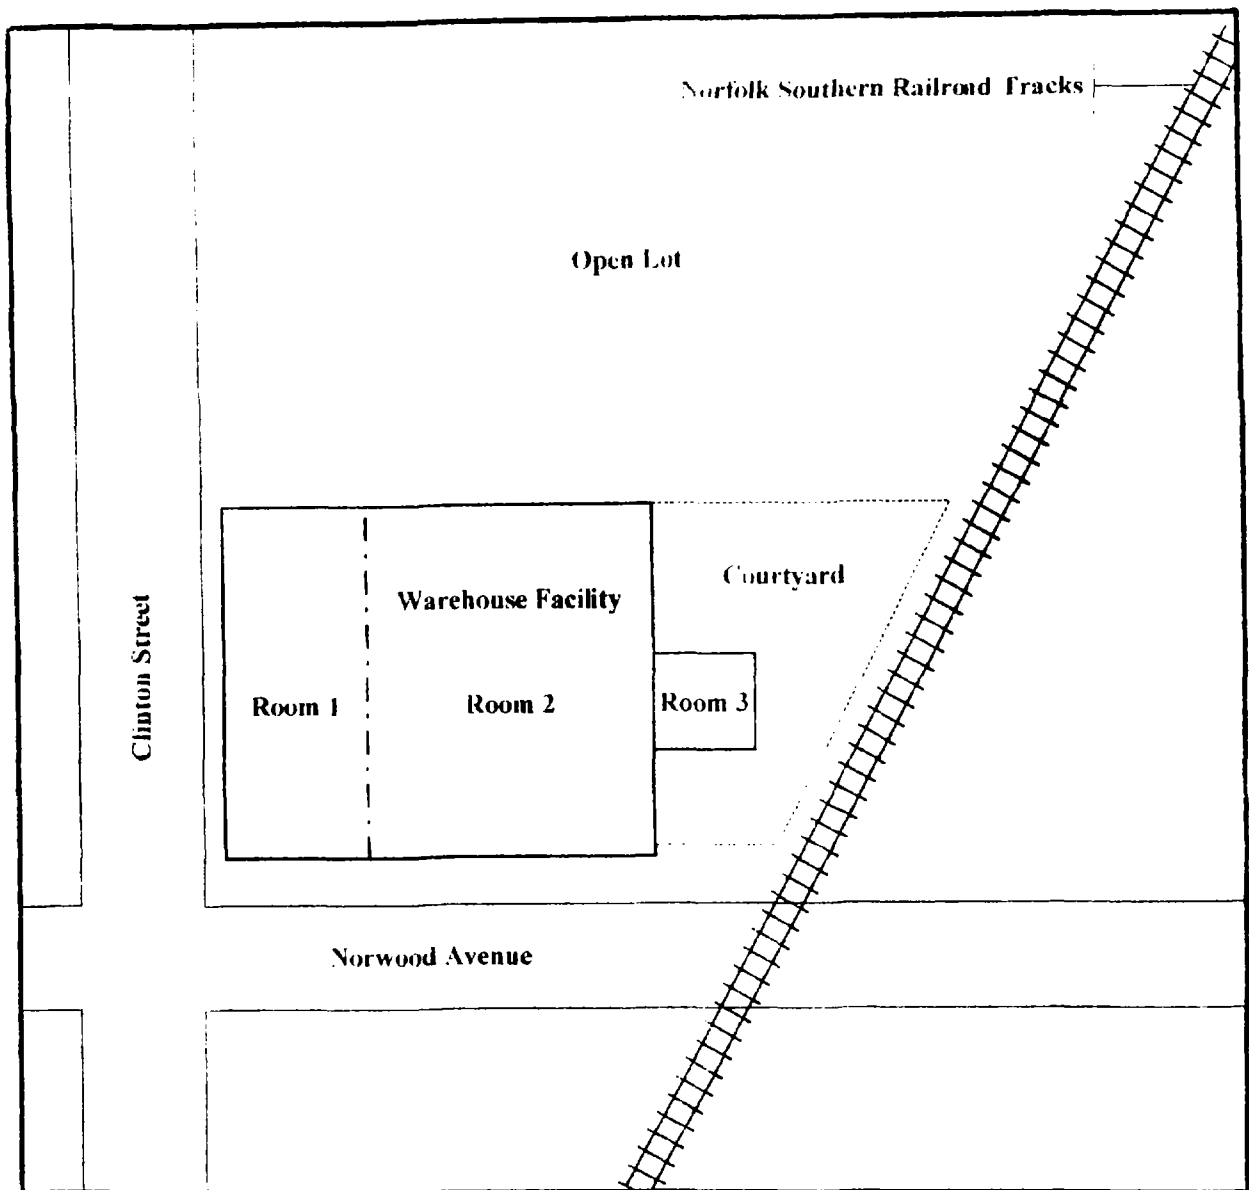 Norfolk Southern Railroad Tracks
Open Lot
Courtyard
Warehouse Facility
Clinton Street
Room 1
Room 2
Room 3
Norwood Avenue